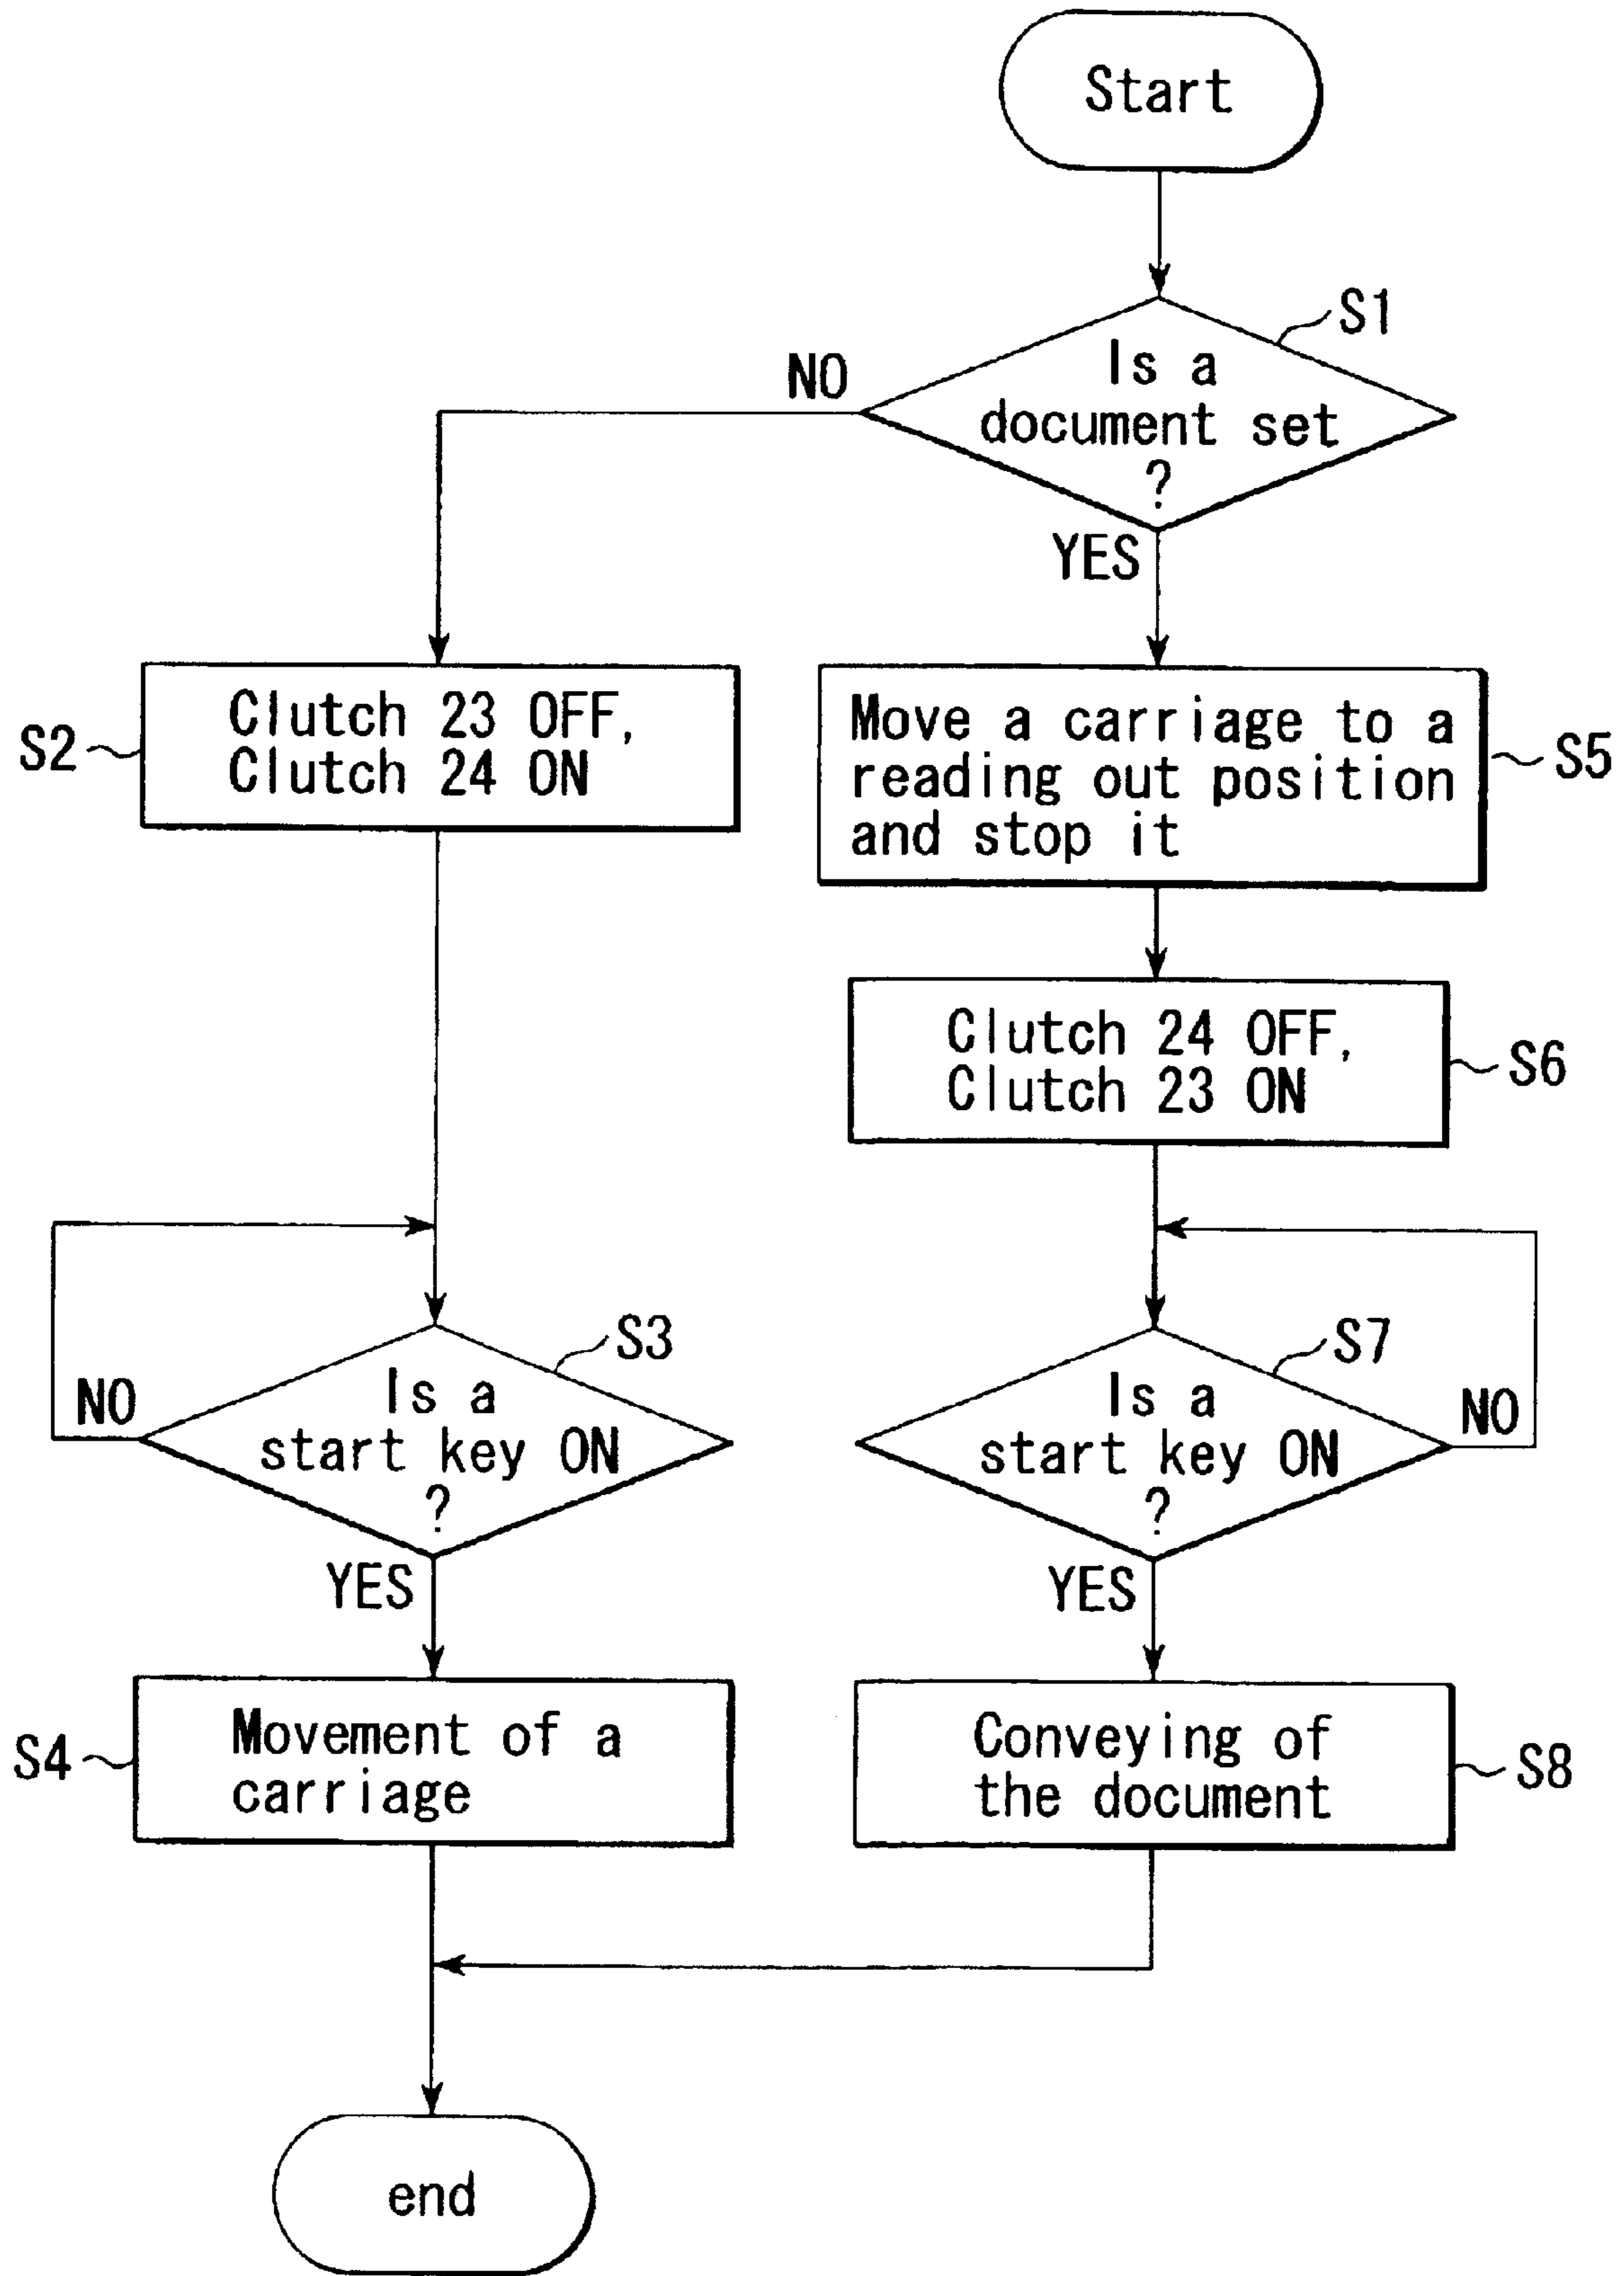 Start
S1
Is a
document set
?
NO
YES
S2
Clutch 23 OFF,
Clutch 24 ON
Move a carriage to a
reading out position
and stop it
S5
Clutch 24 OFF,
Clutch 23 ON
S6
S3
Is a
start key ON
?
NO
YES
S7
Is a
start key ON
?
NO
YES
S4
Movement of a
carriage
Conveying of
the document
S8
end